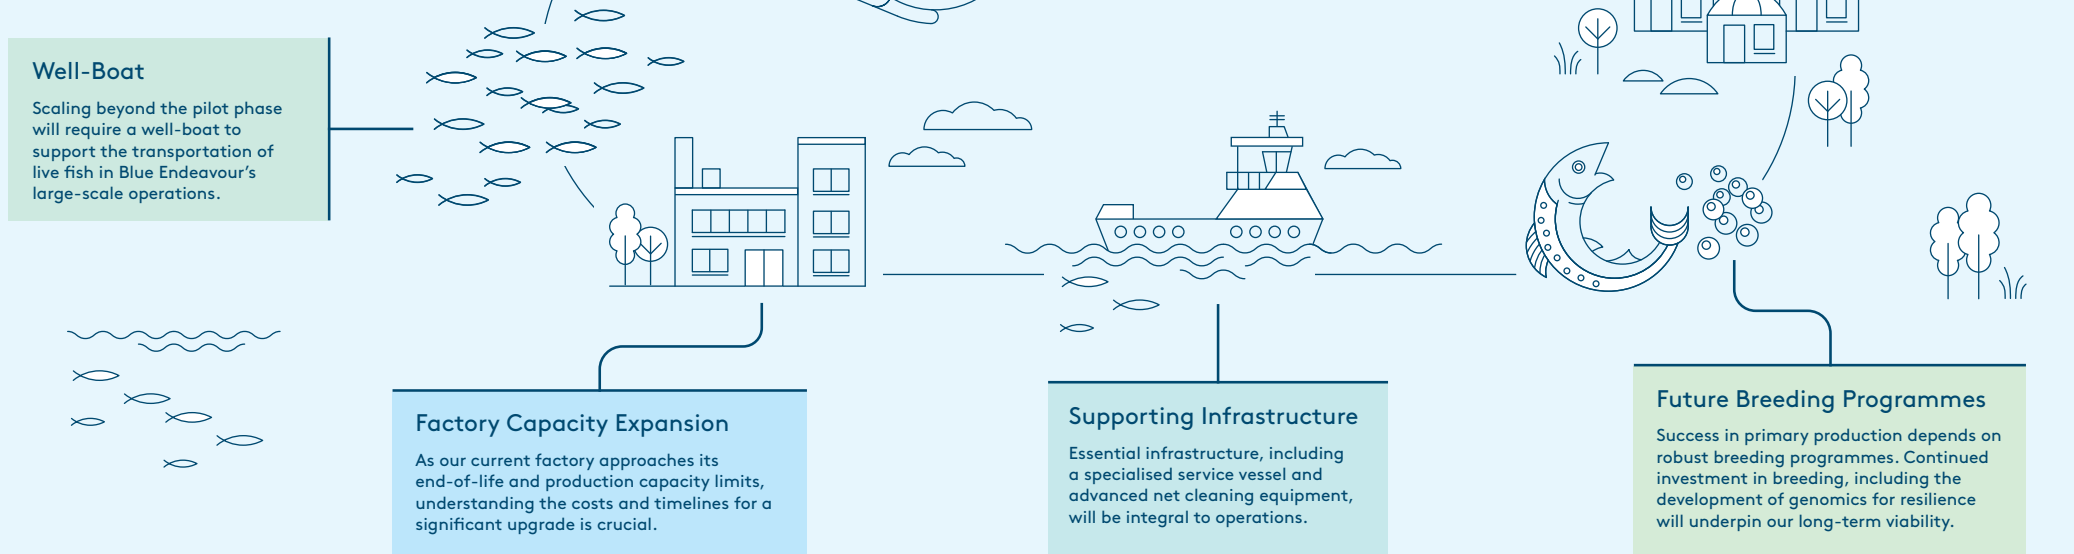 Well-Boat
Scaling beyond the pilot phase
will require a well-boat to
support the transportation of
live fish in Blue Endeavour's
large-scale operations.
Factory Capacity Expansion
As our current factory approaches its
end-of-life and production capacity limits,
understanding the costs and timelines for a
significant upgrade is crucial.
Supporting Infrastructure
Essential infrastructure, including
a specialised service vessel and
advanced net cleaning equipment,
will be integral to operations.
Future Breeding Programmes
Success in primary production depends on
robust breeding programmes. Continued
investment in breeding, including the
development of genomics for resilience
will underpin our long-term viability.